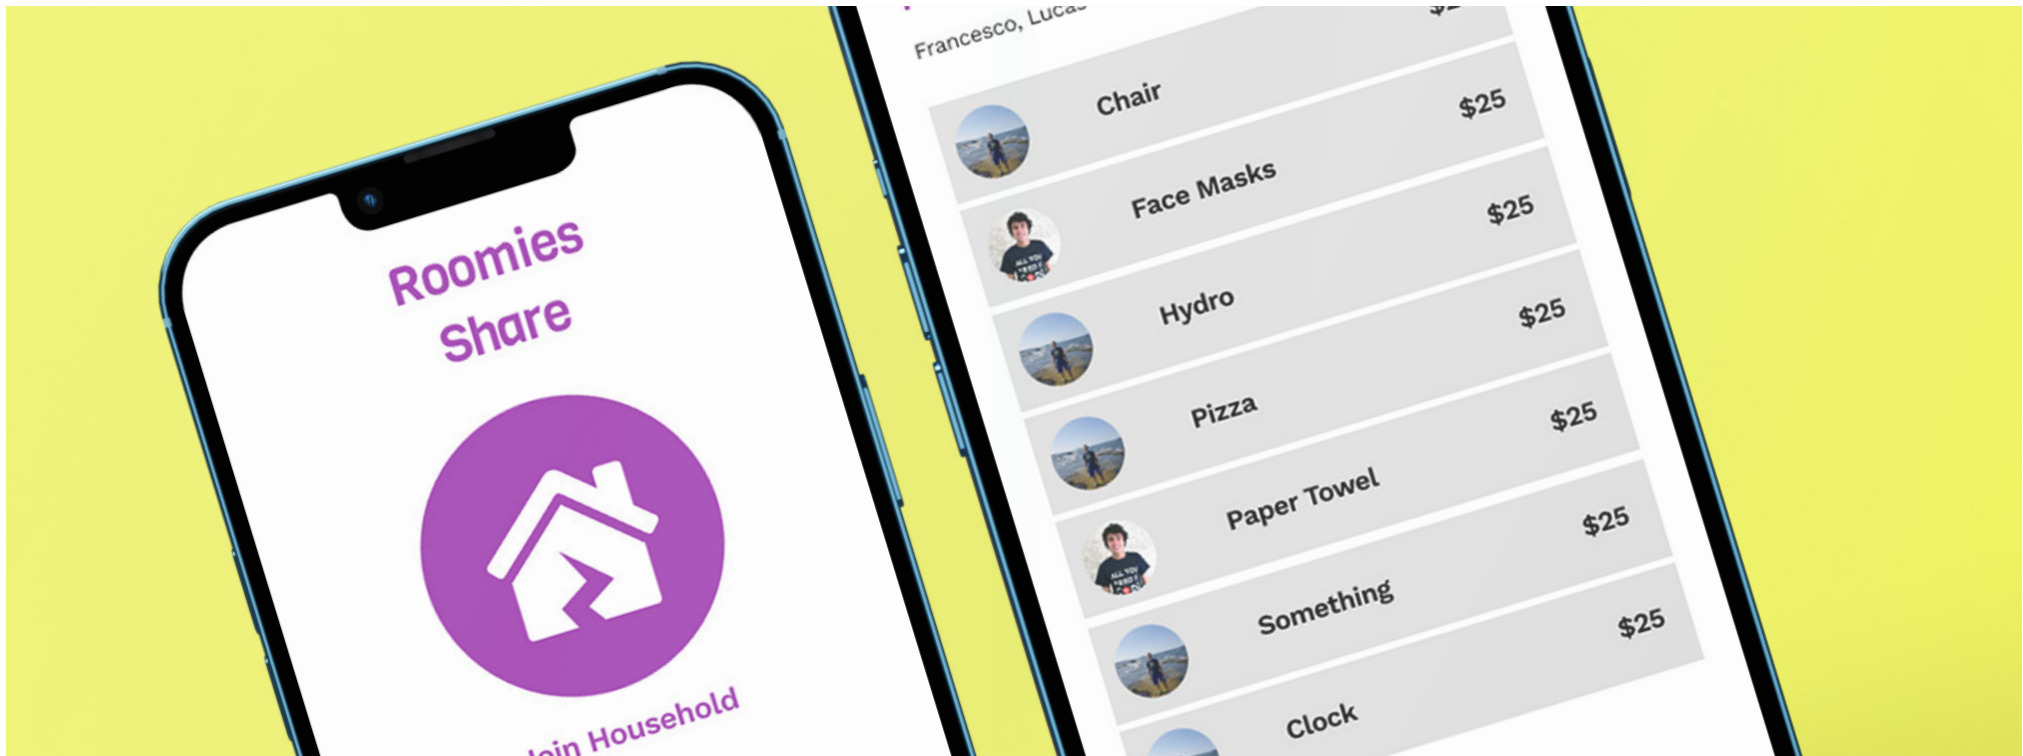 Roomies
Share
Join Household
Francesco, Lucas
Chair
Face Masks $25
Hydro $25
Pizza $25
Paper Towel $25
Something $25
Clock $25